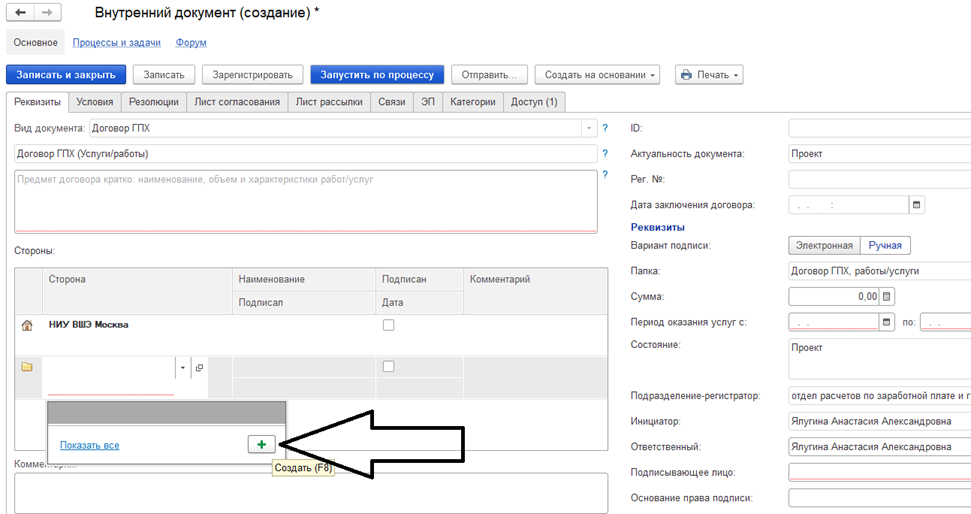 Внутренний документ (создание) *
Основное Процессы и задачи Форум
Записать и закрыть Записать Зарегистрировать Запустить по процессу Отправить... Создать на основании Печать
Реквизиты Условия Резолюции Лист согласования Лист рассылки Связи ЭП Категории Доступ (1)
Вид документа: Договор ГПХ ?
Договор ГПХ (Услуги/работы) ?
Предмет договора кратко: наименование, объем и характеристики работ/услуг ?
Стороны:
Сторона Наименование Подписан Комментарий
Подписал Дата
НИУ ВШЭ Москва
Показать все
Создать (F8)
ID:
Актуальность документа: Проект
Рег. №:
Дата заключения договора: . . :
Реквизиты
Вариант подписи: Электронная Ручная
Папка: Договор ГПХ, работы/услуги
Сумма: 0,00
Период оказания услуг с: . . по: . .
Состояние: Проект
Подразделение-регистратор: отдел расчетов по заработной плате и
Инициатор: Ялугина Анастасия Александровна
Ответственный: Ялугина Анастасия Александровна
Подписывающее лицо:
Основание права подписи: